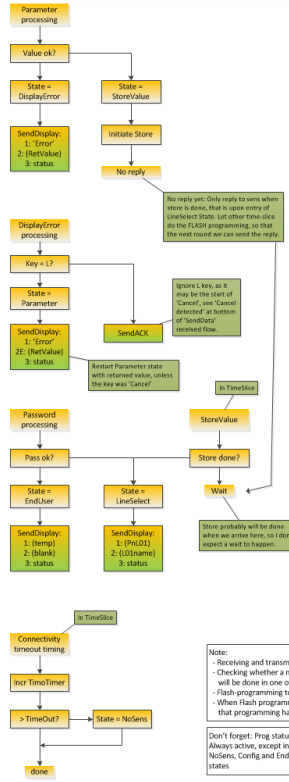 Parameter
processing
Value ok?
State =
DisplayError
State =
StoreValue
SendDisplay:
1: 'Error'
2: (RetValue)
3: status
Initiate Store
No reply
No reply yet: Only reply to sens when
store is done, that is upon entry of
LineSelect State. Let other time-slice
do the FLASH programming, so that
the next round we can send the reply.
DisplayError
processing
Key = L?
State =
Parameter
SendDisplay:
1: 'Error'
2E: (RetValue)
3: status
SendACK
Ignore L key, as it
may be the start of
'Cancel', see 'Cancel
detected' at bottom
of 'SendData'
received flow.
Restart Parameter state
with returned value, unless
the key was 'Cancel'
In TimeSlice
Password
processing
StoreValue
Pass ok?
Store done?
State =
EndUser
State =
LineSelect
Wait
SendDisplay:
1: (temp)
2: (blank)
3: status
SendDisplay:
1: (PnL01)
2: (L01name)
3: status
Store probably will be done
when we arrive here, so I don
expect a wait to happen.
In TimeSlice
Connectivity
timeout timing
Incr TimoTimer
> TimeOut?
State = NoSens
done
Note:
- Receiving and transm
- Checking whether a n
will be done in one o
- Flash-programming t
- When Flash programm
that programming ha
Don't forget: Prog statu
Always active, except in
NoSens, Config and End
states